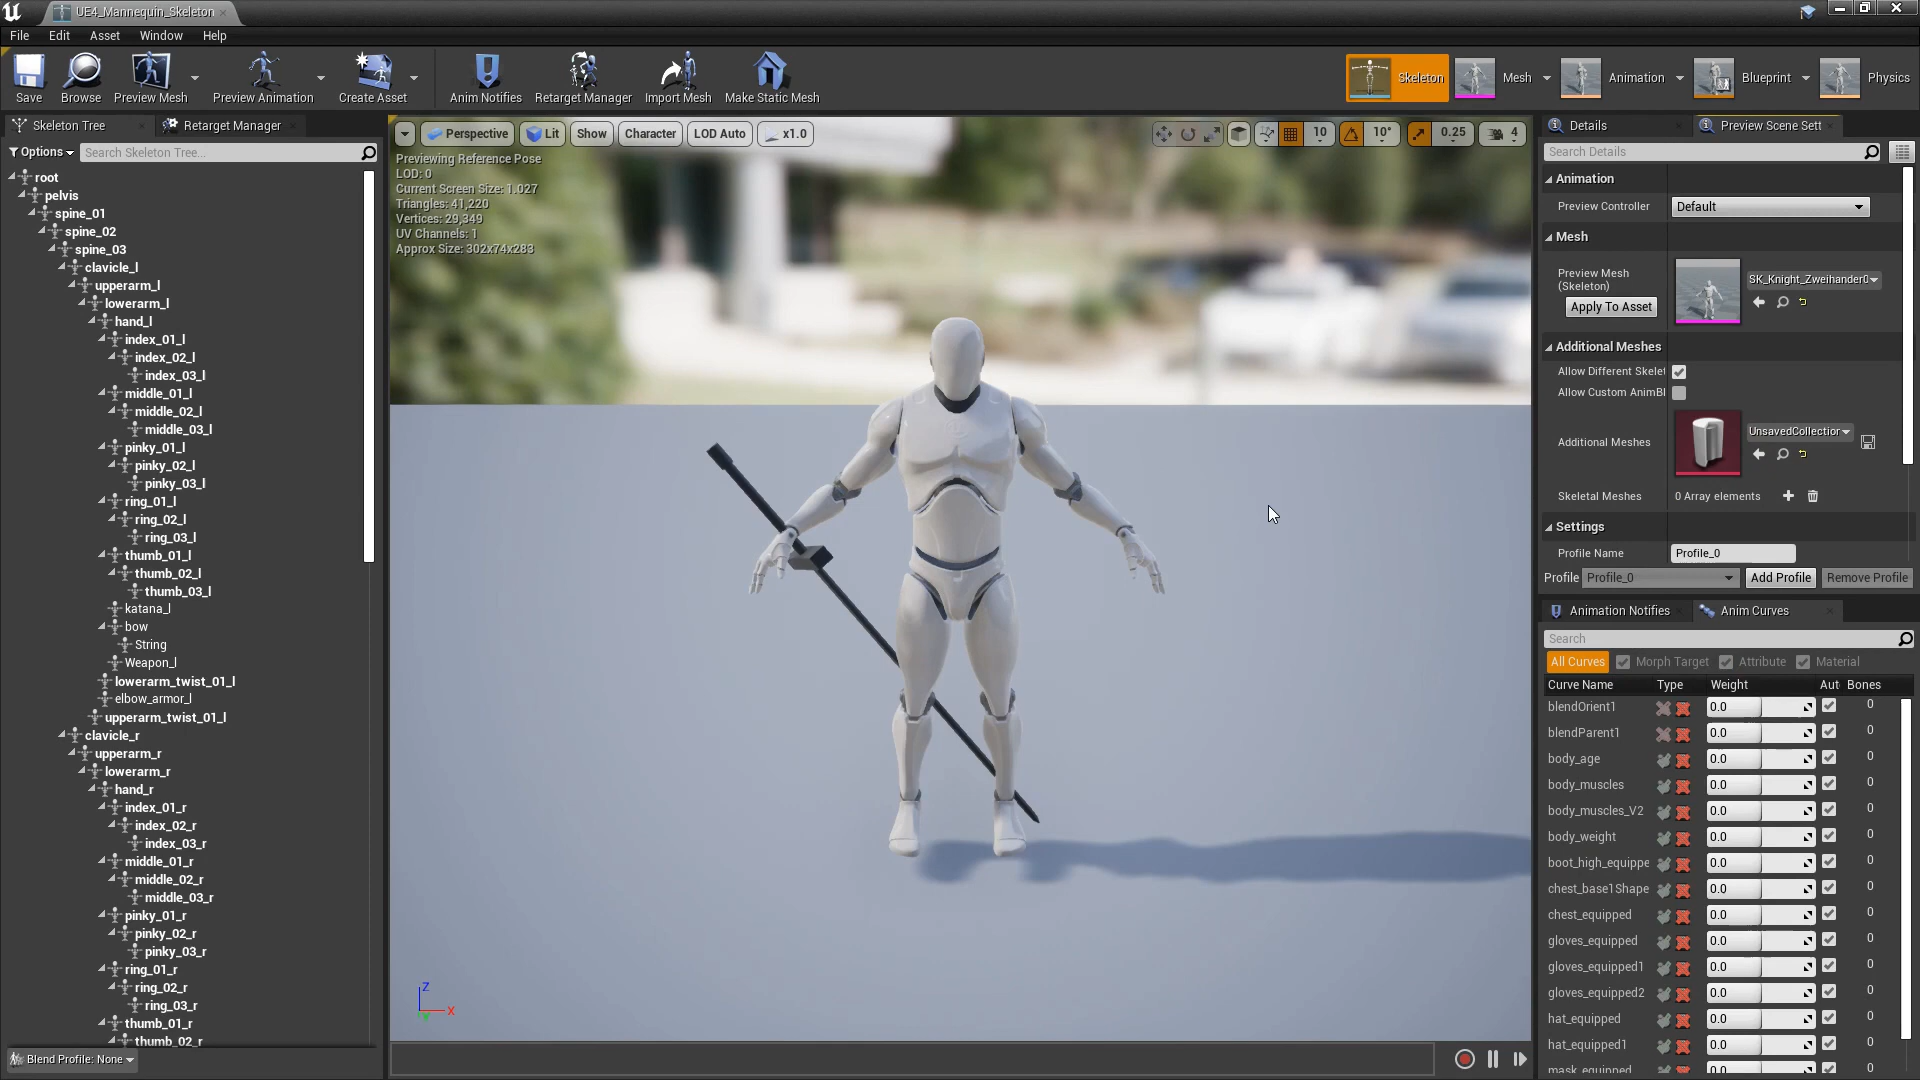 UE4_Mannequin_Skeleton
File Edit Asset Window Help
Save Browse Preview Mesh Preview Animation Create Asset Anim Notifies Retarget Manager Import Mesh Make Static Mesh
Skeleton Mesh Animation Blueprint Physics
Skeleton Tree Retarget Manager
Options Search Skeleton Tree...
root
pelvis
spine_01
spine_02
spine_03
clavicle_l
upperarm_l
lowerarm_l
hand_l
index_01_l
index_02_l
index_03_l
middle_01_l
middle_02_l
middle_03_l
pinky_01_l
pinky_02_l
pinky_03_l
ring_01_l
ring_02_l
ring_03_l
thumb_01_l
thumb_02_l
thumb_03_l
katana_l
bow
String
Weapon_l
lowerarm_twist_01_l
elbow_armor_l
upperarm_twist_01_l
clavicle_r
upperarm_r
lowerarm_r
hand_r
index_01_r
index_02_r
index_03_r
middle_01_r
middle_02_r
middle_03_r
pinky_01_r
pinky_02_r
pinky_03_r
ring_01_r
ring_02_r
ring_03_r
thumb_01_r
thumb_02_r
Blend Profile: None
Perspective Lit Show Character LOD Auto x1.0 10 10° 0.25 4
Previewing Reference Pose
LOD: 0
Current Screen Size: 1.027
Triangles: 41,220
Vertices: 29,349
UV Channels: 1
Approx Size: 302x74x283
Z
X
Y
Details Preview Scene Sett
Search Details
Animation
Preview Controller Default
Mesh
Preview Mesh
(Skeleton)
SK_Knight_Zweihander0
Apply To Asset
Additional Meshes
Allow Different Skelet
Allow Custom AnimBl
Additional Meshes UnsavedCollection
Skeletal Meshes 0 Array elements
Settings
Profile Name Profile_0
Profile Profile_0 Add Profile Remove Profile
Animation Notifies Anim Curves
Search
All Curves Morph Target Attribute Material
Curve Name Type Weight Aut Bones
blendOrient1 0.0 0
blendParent1 0.0 0
body_age 0.0 0
body_muscles 0.0 0
body_muscles_V2 0.0 0
body_weight 0.0 0
boot_high_equippe 0.0 0
chest_base1Shape 0.0 0
chest_equipped 0.0 0
gloves_equipped 0.0 0
gloves_equipped1 0.0 0
gloves_equipped2 0.0 0
hat_equipped 0.0 0
hat_equipped1 0.0 0
mask_equipped 0.0 0